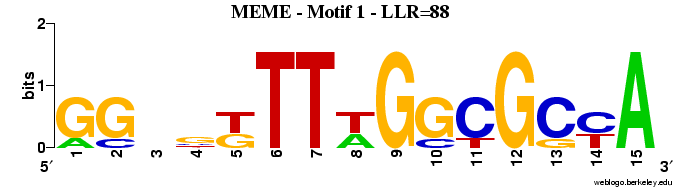 MEME - Motif 1 - LLR=88
2
bits
1
0
G G G T T T T G G C G C C A
A C G A C T G T
1 2 3 4 5 6 7 8 9 10 11 12 13 14 15
5′ 3′
weblogo.berkeley.edu